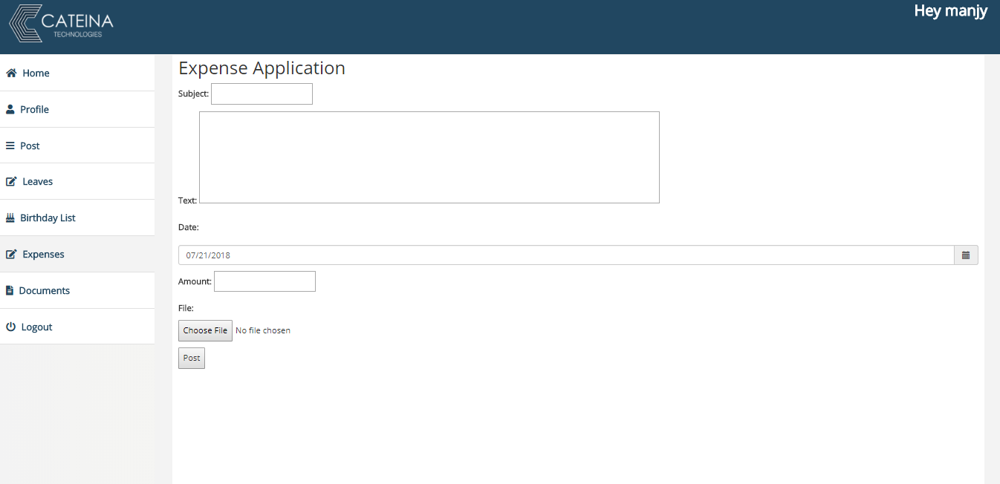 CATEINA
TECHNOLOGIES
Hey manjy
Home
Profile
Post
Leaves
Birthday List
Expenses
Documents
Logout
Expense Application
Subject:
Text:
Date:
07/21/2018
Amount:
File:
Choose File No file chosen
Post